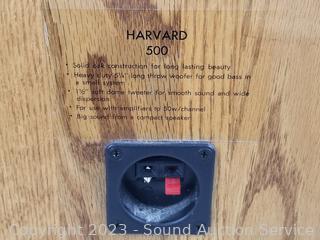 HARVARD
500
• Solid oak construction for long lasting beauty
• Heavy duty 5¼" long throw woofer for good bass in
a small system
• 1½" soft dome tweeter for smooth sound and wide
dispersion
• For use with amplifiers to 50w/channel
• Big sound from a compact speaker
Copyright 2023 - Sound Auction Service